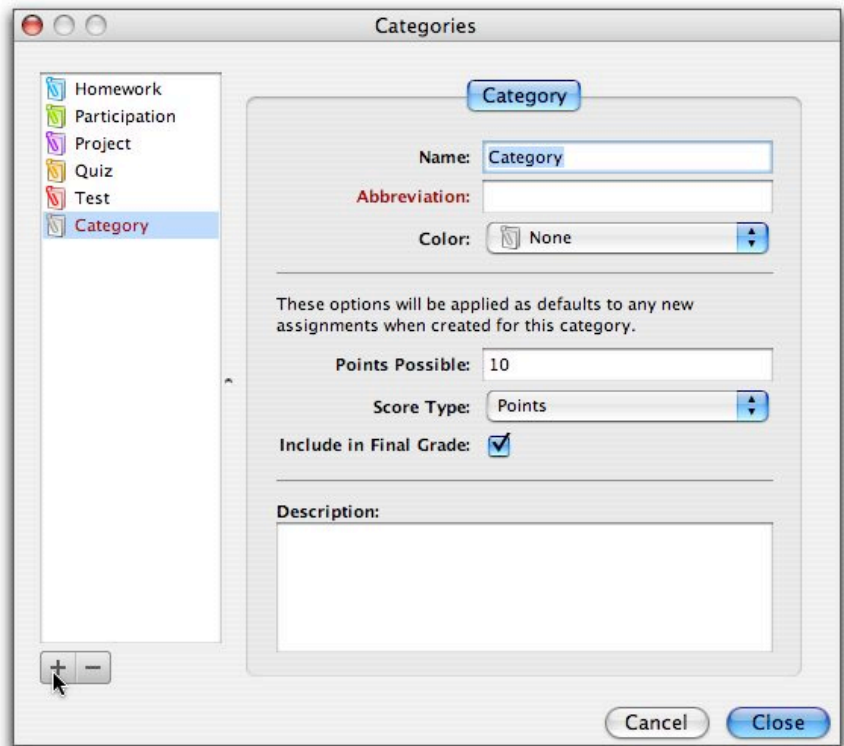 Categories
Homework
Participation
Project
Quiz
Test
Category
Category
Name: Category
Abbreviation:
Color: None
These options will be applied as defaults to any new
assignments when created for this category.
Points Possible: 10
Score Type: Points
Include in Final Grade:
Description:
+ −
Cancel Close